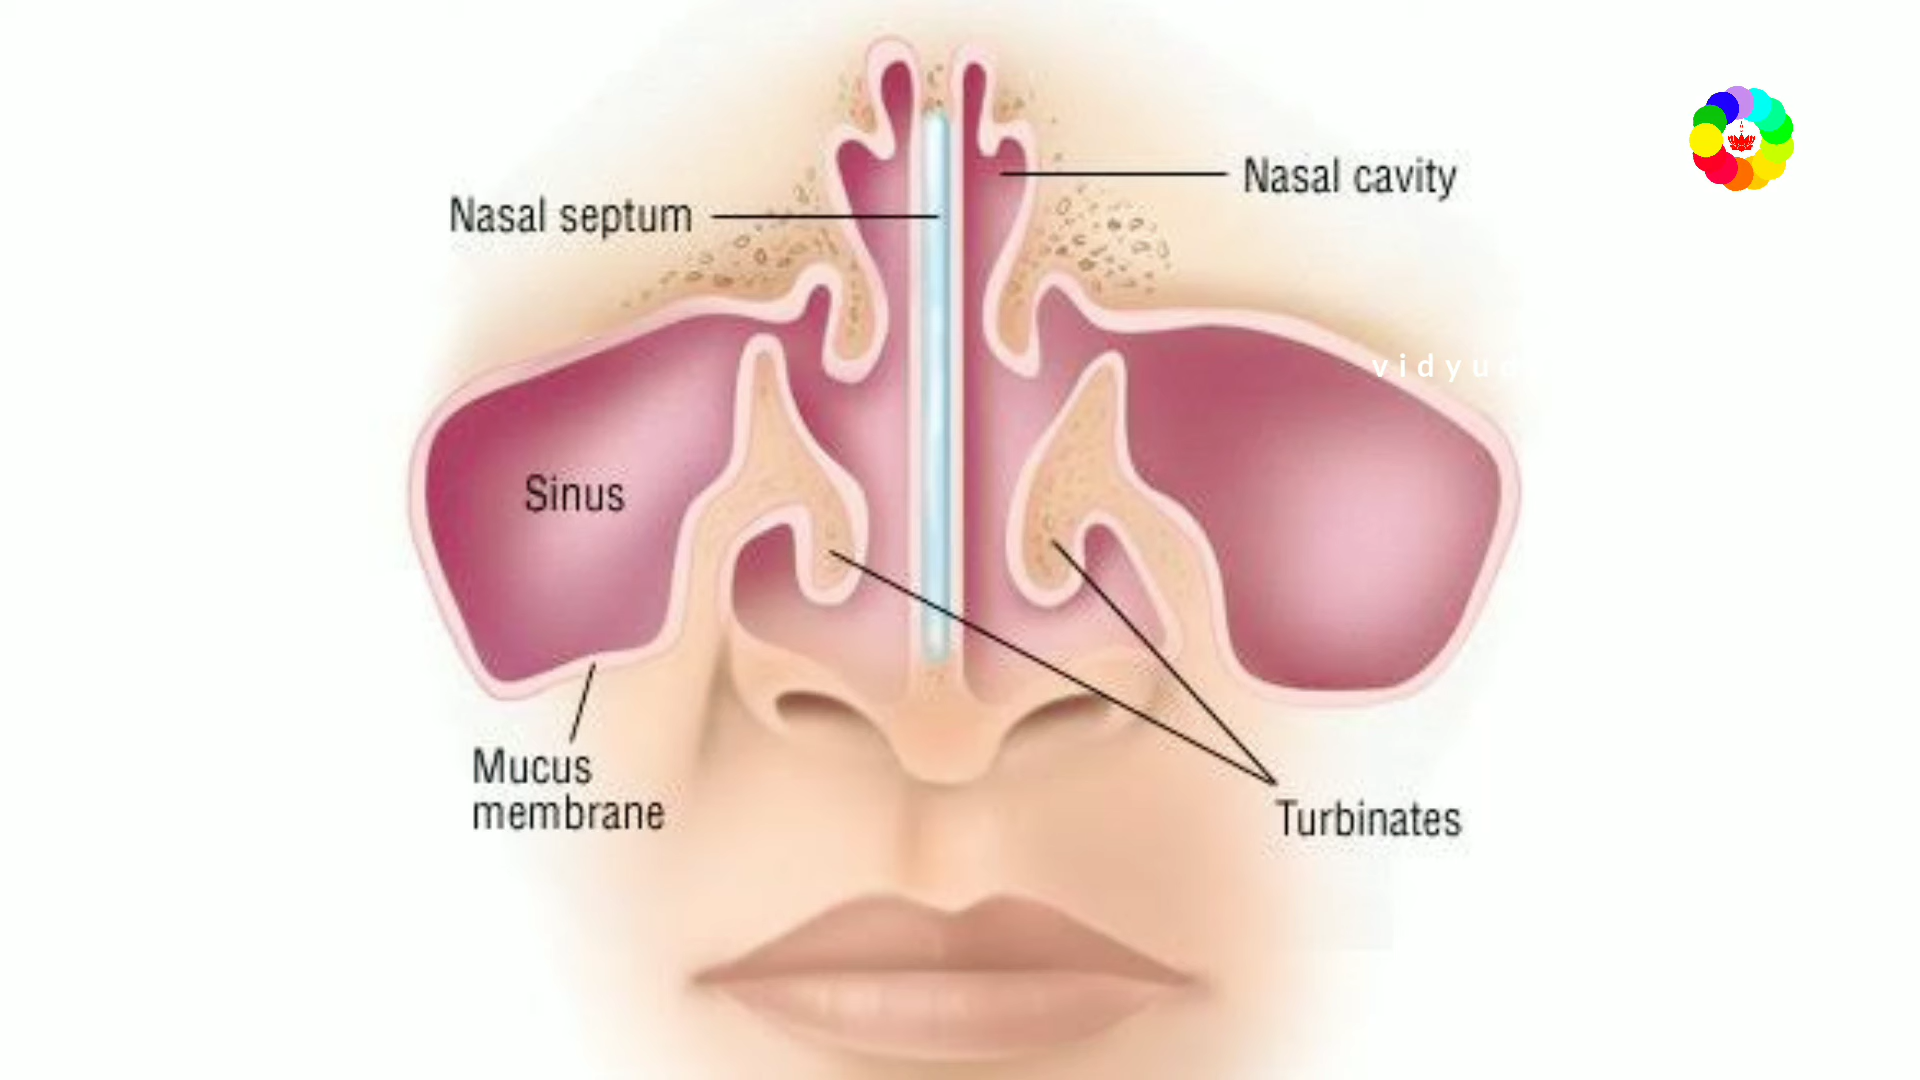 Nasal cavity
Nasal septum
Sinus
Mucus
membrane
Turbinates